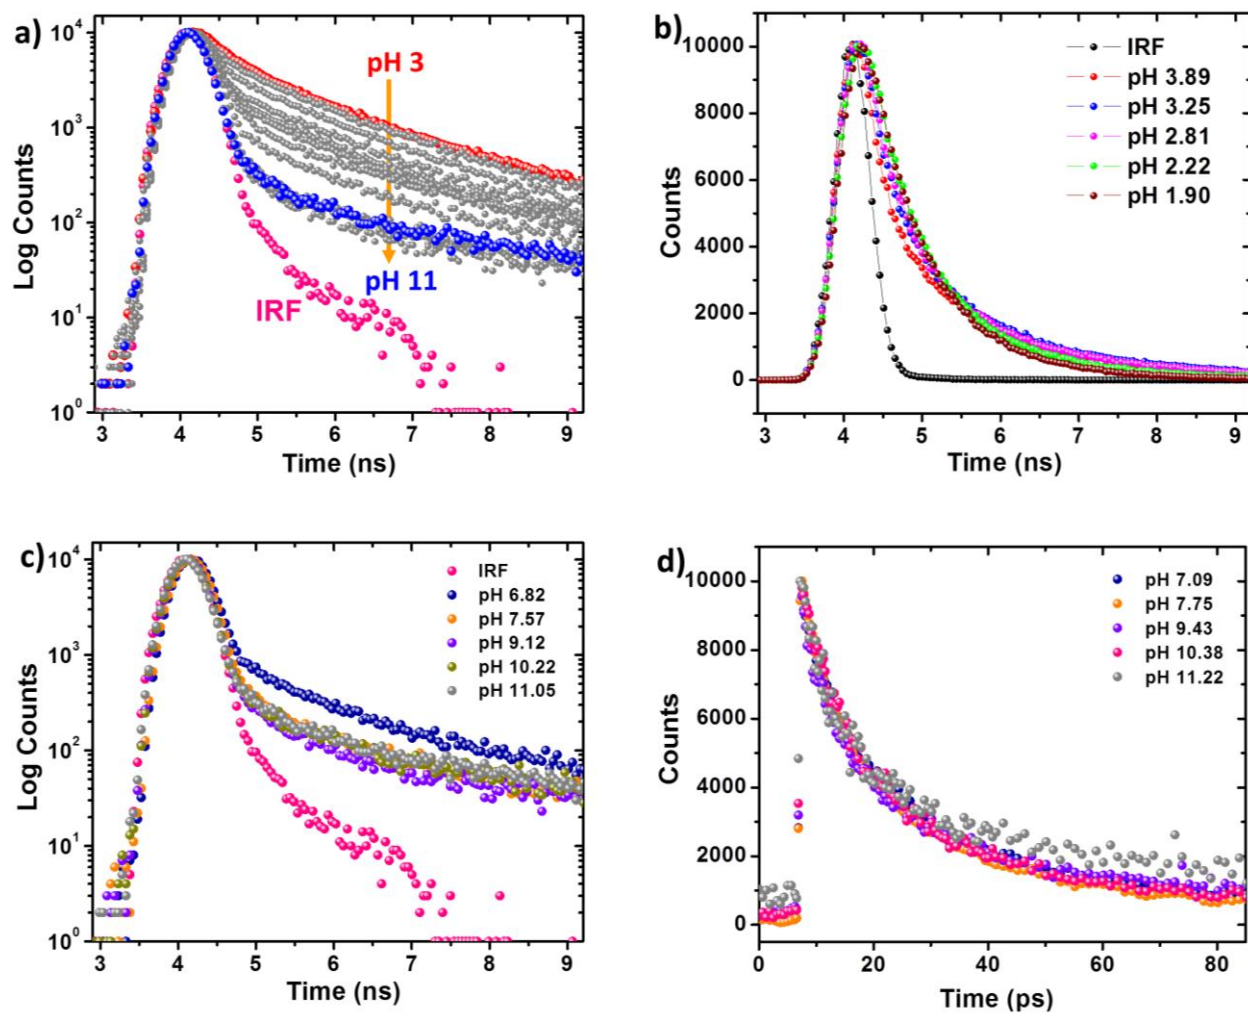 a)
10⁴
10³
10²
10¹
10⁰
Log Counts
pH 3
pH 11
IRF
3 4 5 6 7 8 9
Time (ns)
b)
10000
8000
6000
4000
2000
0
Counts
IRF
pH 3.89
pH 3.25
pH 2.81
pH 2.22
pH 1.90
3 4 5 6 7 8 9
Time (ns)
c)
10⁴
10³
10²
10¹
10⁰
Log Counts
IRF
pH 6.82
pH 7.57
pH 9.12
pH 10.22
pH 11.05
3 4 5 6 7 8 9
Time (ns)
d)
10000
8000
6000
4000
2000
0
Counts
pH 7.09
pH 7.75
pH 9.43
pH 10.38
pH 11.22
0 20 40 60 80
Time (ps)